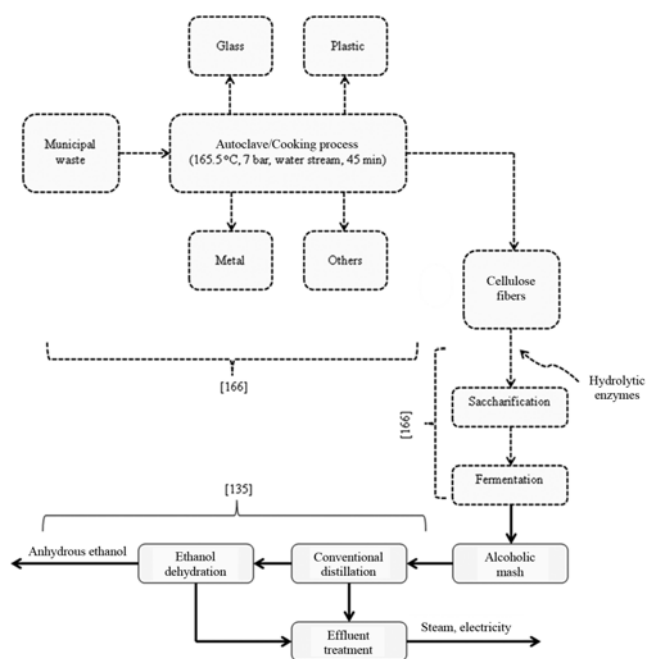 Glass
Plastic
Municipal
waste
Autoclave/Cooking process
(165.5 °C, 7 bar, water stream, 45 min)
Metal
Others
Cellulose
fibers
[166]
Hydrolytic
enzymes
Saccharification
[166]
Fermentation
[135]
Anhydrous ethanol
Ethanol
dehydration
Conventional
distillation
Alcoholic
mash
Effluent
treatment
Steam, electricity